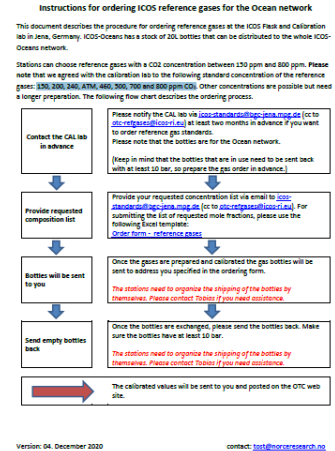 Instructions for ordering ICOS reference gases for the Ocean network
This document describes the procedure for ordering reference gases at the ICOS Flask and Calibration
lab in Jena, Germany. ICOS-Oceans has a stock of 20L bottles that can be distributed to the whole ICOS-
Oceans network.
Stations can choose reference gases with a CO2 concentration between 150 ppm and 800 ppm. Please
note that we agreed with the calibration lab to the following standard concentration of the reference
gases: 150, 200, 240, ATM, 460, 500, 700 and 800 ppm CO₂. Other concentrations are possible but need
a longer preparation. The following flow chart describes the ordering process.
Contact the CAL lab
in advance
Please notify the CAL lab via icos-standards@bgc-jena.mpg.de (cc to
otc-refgases@icos-ri.eu) at least two months in advance if you want
to order reference gas standards.
Please note that the bottles are for the Ocean network.
(Keep in mind that the bottles that are in use need to be sent back
with at least 10 bar, so prepare the gas order in advance.)
Provide requested
composition list
Provide your requested concentration list via email to icos-
standards@bgc-jena.mpg.de (cc to otc-refgases@icos-ri.eu). For
submitting the list of requested mole fractions, please use the
following Excel template:
Order form - reference gases
Bottles will be sent
to you
Once the gases are prepared and calibrated the gas bottles will be
sent to address you specified in the ordering form.
The stations need to organize the shipping of the bottles by
themselves. Please contact Tobias if you need assistance.
Send empty bottles
back
Once the bottles are exchanged, please send the bottles back. Make
sure the bottles have at least 10 bar.
The stations need to organize the shipping of the bottles by
themselves. Please contact Tobias if you need assistance.
The calibrated values will be sent to you and posted on the OTC web
site.
Version: 04. December 2020
contact: tost@norceresearch.no